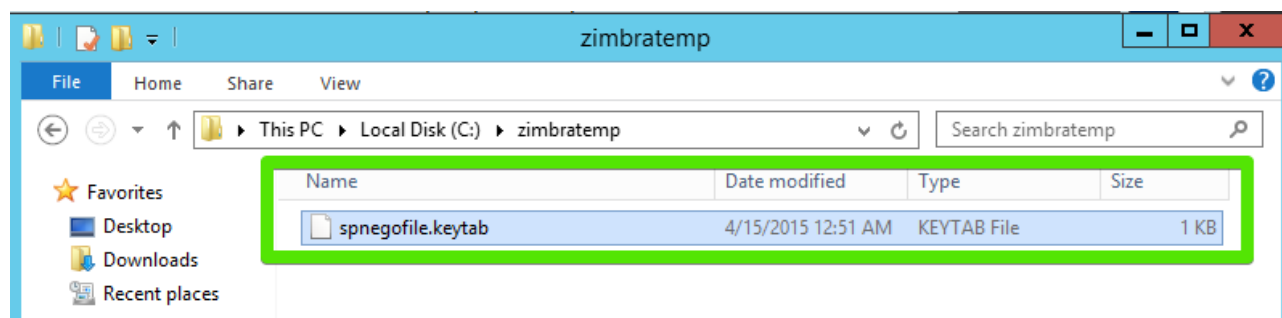 zimbratemp
File Home Share View
This PC Local Disk (C:) zimbratemp Search zimbratemp
Favorites Name Date modified Type Size
Desktop spnegofile.keytab 4/15/2015 12:51 AM KEYTAB File 1 KB
Downloads
Recent places